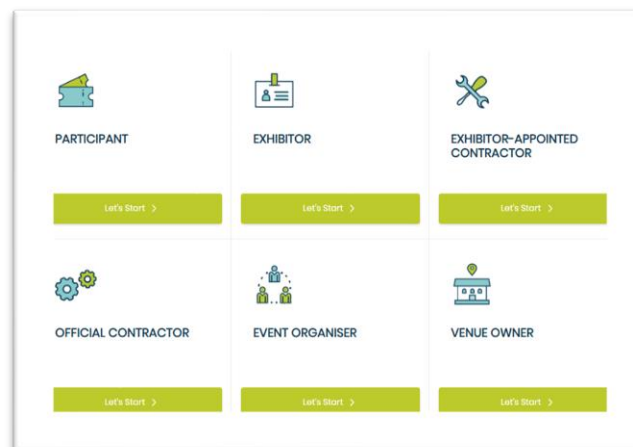 PARTICIPANT
EXHIBITOR
EXHIBITOR-APPOINTED
CONTRACTOR
Let's Start >
Let's Start >
Let's Start >
OFFICIAL CONTRACTOR
EVENT ORGANISER
VENUE OWNER
Let's Start >
Let's Start >
Let's Start >